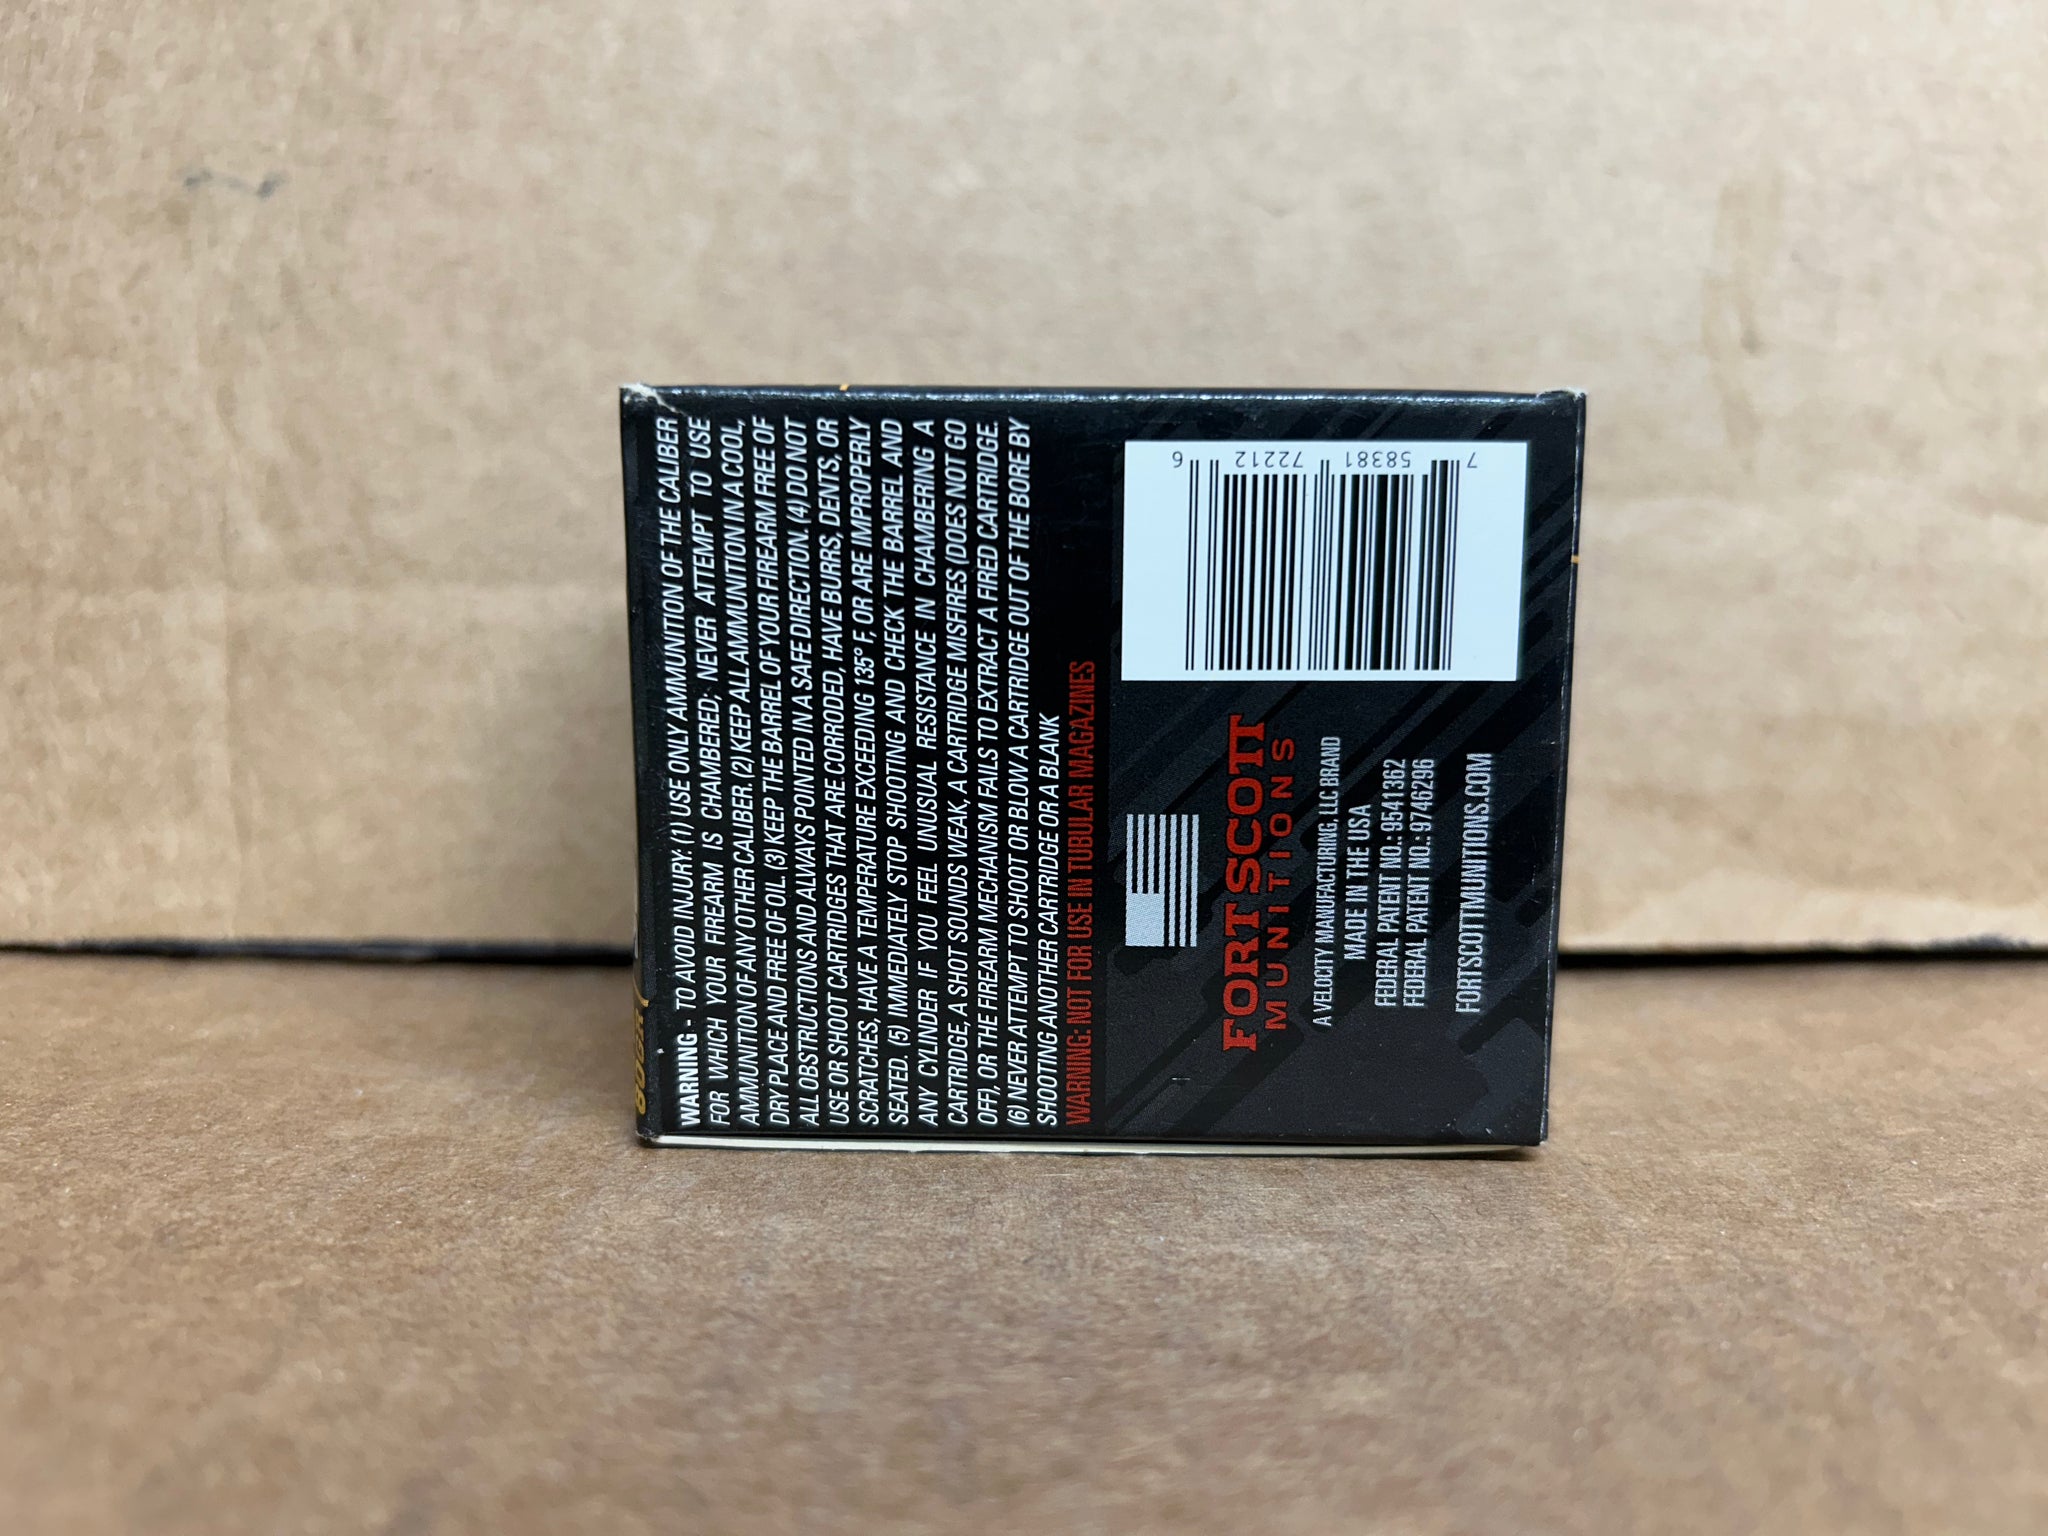 WARNING - TO AVOID INJURY: (1) USE ONLY AMMUNITION OF THE CALIBER
FOR WHICH YOUR FIREARM IS CHAMBERED; NEVER ATTEMPT TO USE
AMMUNITION OF ANY OTHER CALIBER. (2) KEEP ALL AMMUNITION IN A COOL,
DRY PLACE AND FREE OF OIL. (3) KEEP THE BARREL OF YOUR FIREARM FREE OF
ALL OBSTRUCTIONS AND ALWAYS POINTED IN A SAFE DIRECTION. (4) DO NOT
USE OR SHOOT CARTRIDGES THAT ARE CORRODED, HAVE BURRS, DENTS, OR
SCRATCHES, HAVE A TEMPERATURE EXCEEDING 135° F, OR ARE IMPROPERLY
SEATED. (5) IMMEDIATELY STOP SHOOTING AND CHECK THE BARREL AND
ANY CYLINDER IF YOU FEEL UNUSUAL RESISTANCE IN CHAMBERING A
CARTRIDGE, A SHOT SOUNDS WEAK, A CARTRIDGE MISFIRES (DOES NOT GO
OFF), OR THE FIREARM MECHANISM FAILS TO EXTRACT A FIRED CARTRIDGE.
(6) NEVER ATTEMPT TO SHOOT OR BLOW A CARTRIDGE OUT OF THE BORE BY
SHOOTING ANOTHER CARTRIDGE OR A BLANK
WARNING: NOT FOR USE IN TUBULAR MAGAZINES
FORT SCOTT
MUNITIONS
A VELOCITY MANUFACTURING, LLC BRAND
MADE IN THE USA
FEDERAL PATENT NO.: 9541362
FEDERAL PATENT NO.: 9746296
FORTSCOTTMUNITIONS.COM
7 58381 72212 6